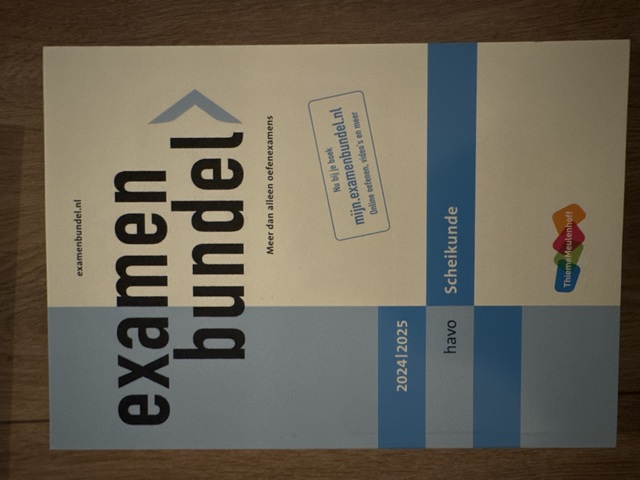 examenbundel.nl
examen
bundel>
Meer dan alleen oefenexamens
Nu bij je boek
mijn.examenbundel.nl
Online oefenen, video's en meer
2024|2025
havo
Scheikunde
ThiemeMeulenhoff